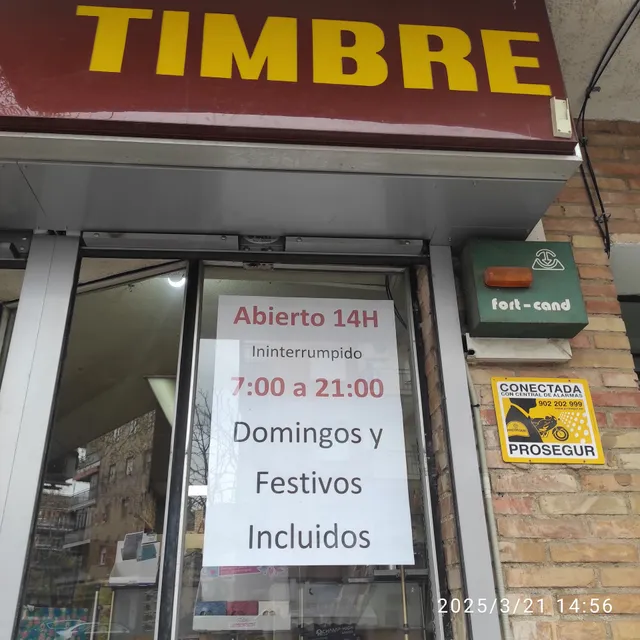 TIMBRE
fort-cand
Abierto 14H
Ininterrumpido
7:00 a 21:00
Domingos y
Festivos
Incluidos
CONECTADA
CON CENTRAL DE ALARMAS
902 202 999
PROSEGUR
2025/3/21 14:56